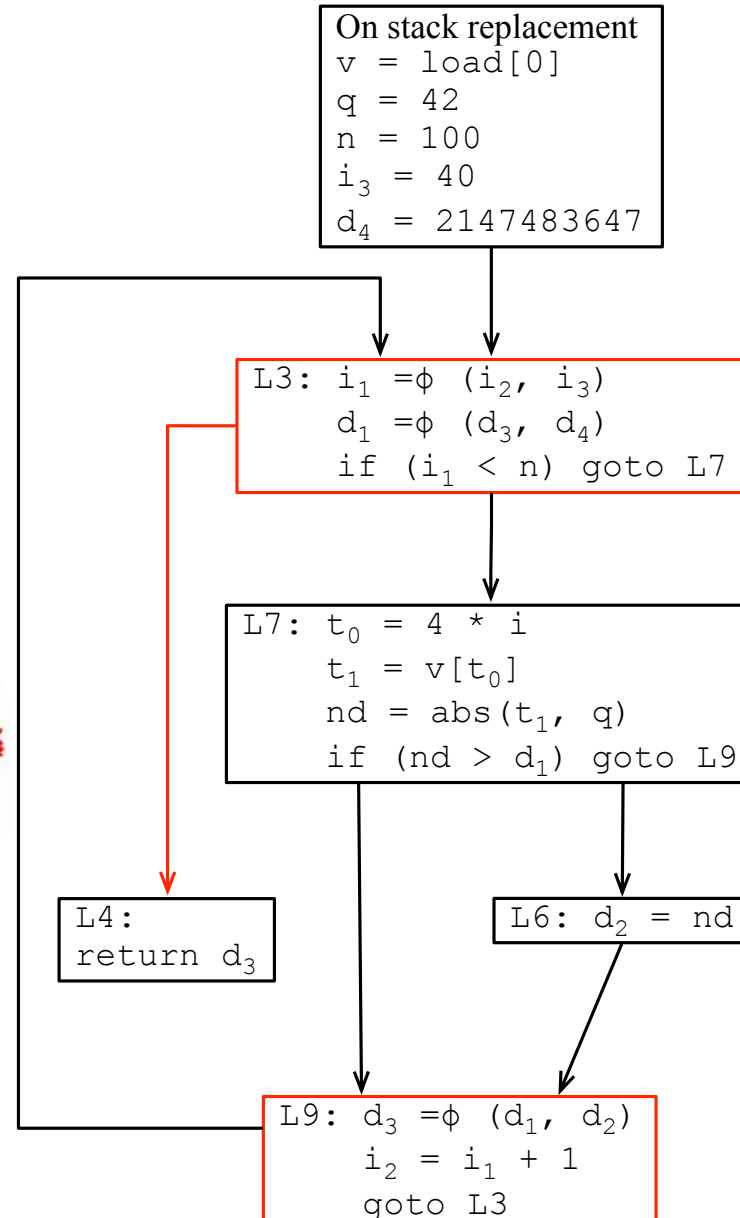 On stack replacement
v = load[0]
q = 42
n = 100
i₃ = 40
d₄ = 2147483647
L3: i₁ =ϕ (i₂, i₃)
d₁ =ϕ (d₃, d₄)
if (i₁ < n) goto L7
L7: t₀ = 4 * i
t₁ = v[t₀]
nd = abs(t₁, q)
if (nd > d₁) goto L9
L4:
return d₃
L6: d₂ = nd
L9: d₃ =ϕ (d₁, d₂)
i₂ = i₁ + 1
goto L3